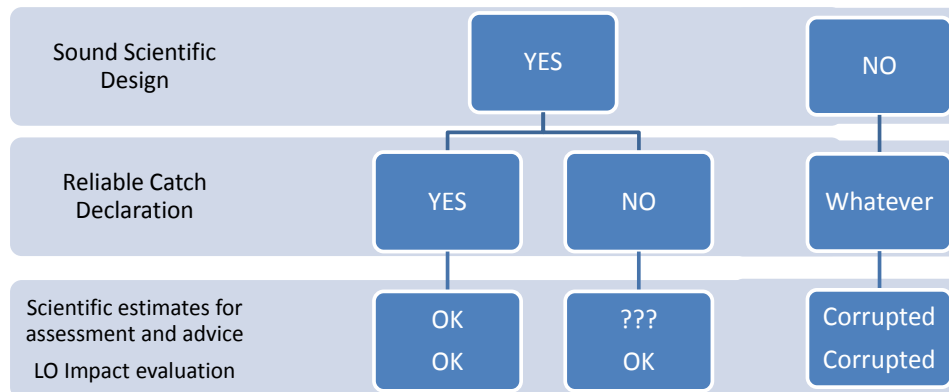 Sound Scientific
Design
YES
NO
Reliable Catch
Declaration
YES
NO
Whatever
Scientific estimates for
assessment and advice
LO Impact evaluation
OK
OK
???
OK
Corrupted
Corrupted